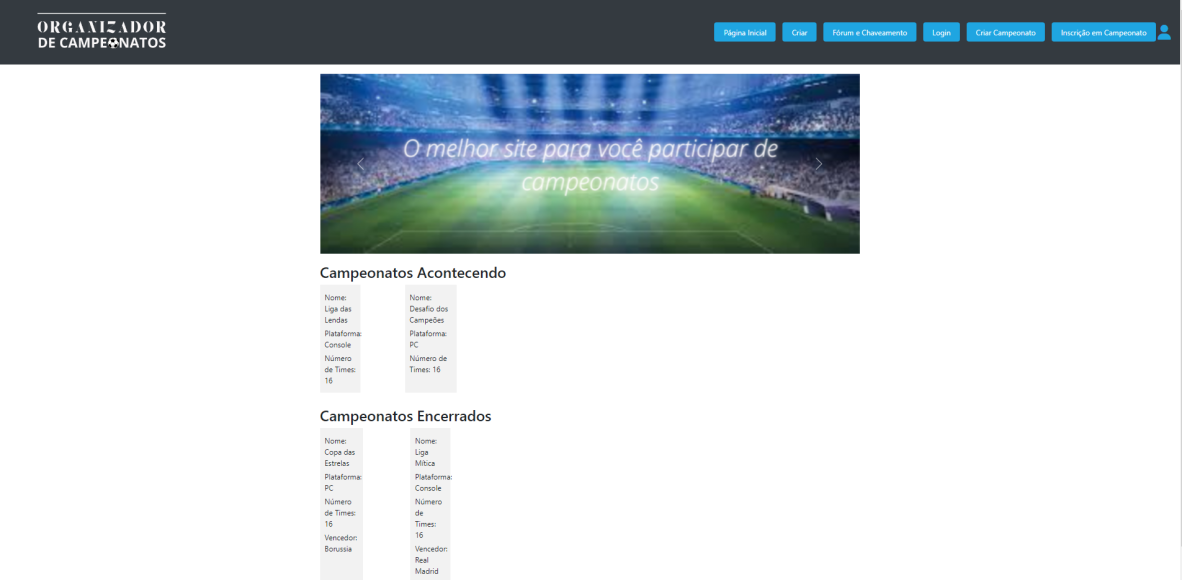 ORGANIZADOR
DE CAMPEONATOS
Página Inicial
Criar
Fórum e Chaveamento
Login
Criar Campeonato
Inscrição em Campeonato
O melhor site para você participar de
campeonatos
Campeonatos Acontecendo
Nome:
Liga das
Lendas
Plataforma:
Console
Número
de Times:
16
Nome:
Desafio dos
Campeões
Plataforma:
PC
Número de
Times: 16
Campeonatos Encerrados
Nome:
Copa das
Estrelas
Plataforma:
PC
Número
de Times:
16
Vencedor:
Borussia
Nome:
Liga
Mítica
Plataforma:
Console
Número
de
Times:
16
Vencedor:
Real
Madrid